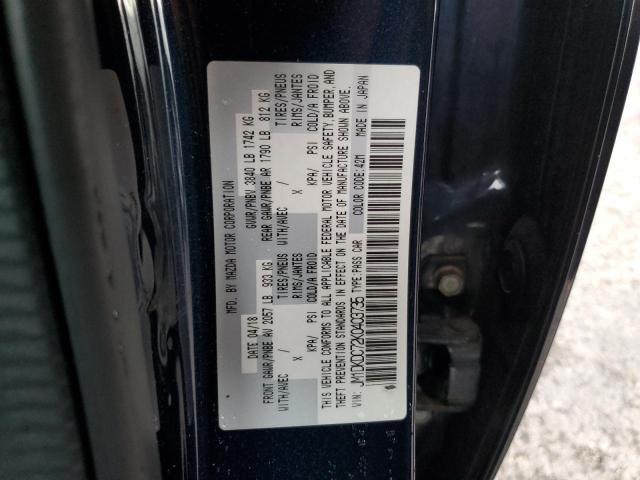 MFD. BY MAZDA MOTOR CORPORATION
DATE 04/18 GVWR/PNBV 3840 LB 1742 KG
FRONT GAWR/PNBE AV 2057 LB 933 KG REAR GAWR/PNBE AR 1790 LB 812 KG
WITH/AVEC / TIRES/PNEUS WITH/AVEC / TIRES/PNEUS
X RIMS/JANTES X RIMS/JANTES
KPA/ PSI COLD/A FROID KPA/ PSI COLD/A FROID
THIS VEHICLE CONFORMS TO ALL APPLICABLE FEDERAL MOTOR VEHICLE SAFETY, BUMPER, AND
THEFT PREVENTION STANDARDS IN EFFECT ON THE DATE OF MANUFACTURE SHOWN ABOVE.
VIN: JM1DKDC72K0403735 TYPE:PASS CAR COLOR CODE:42M MADE IN JAPAN